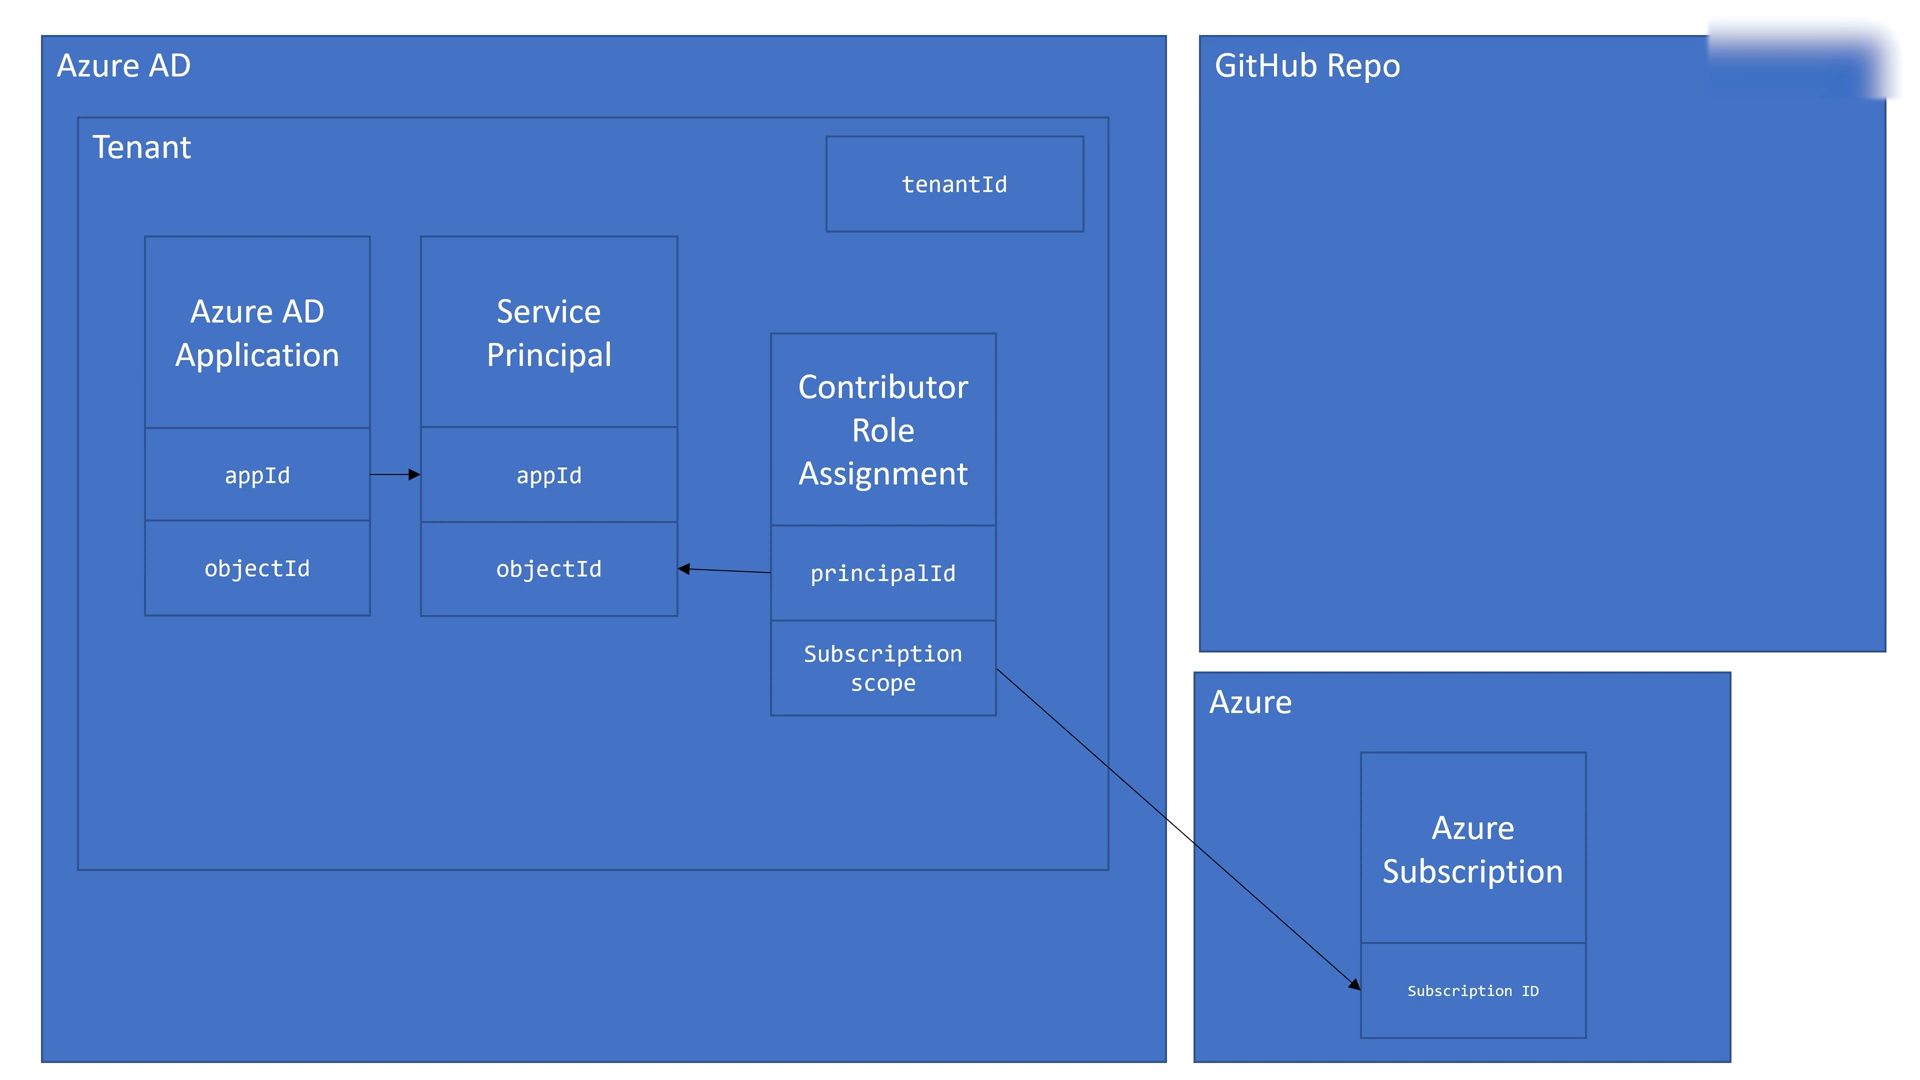 Azure AD
Tenant
tenantId
Azure AD
Application
appId
objectId
Service
Principal
appId
objectId
Contributor
Role
Assignment
principalId
Subscription
scope
GitHub Repo
Azure
Azure
Subscription
Subscription ID